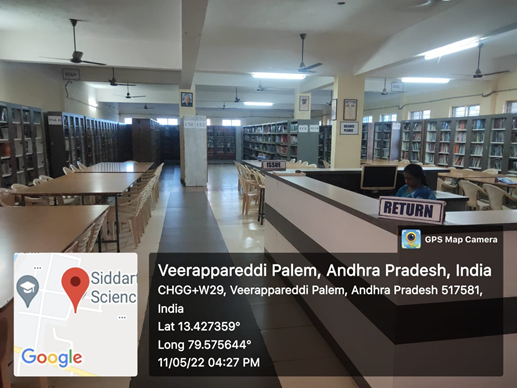 ISSUE
RETURN
GPS Map Camera
Siddart
Scienc
Google
Veerappareddi Palem, Andhra Pradesh, India
CHGG+W29, Veerappareddi Palem, Andhra Pradesh 517581,
India
Lat 13.427359°
Long 79.575644°
11/05/22 04:27 PM